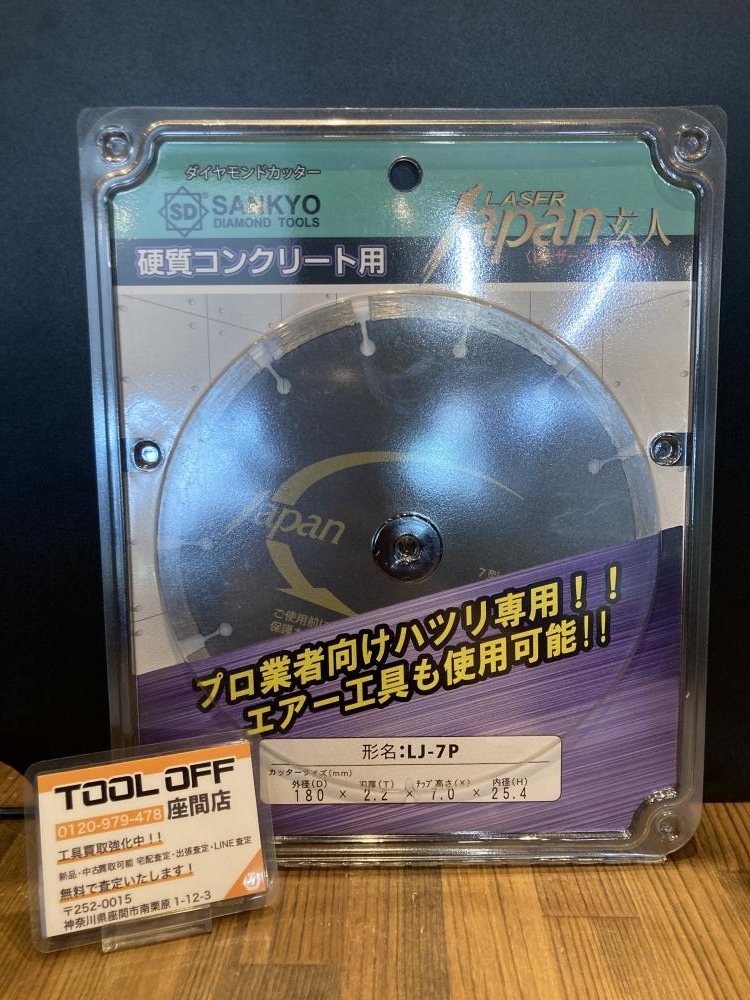 ダイヤモンドカッター
SD SANKYO
DIAMOND TOOLS
LASER
Japan玄人
硬質コンクリート用
Japan
7型
ご使用前に
プロ業者向けハツリ専用！！
エアー工具も使用可能!!
形名:LJ-7P
カッターサイズ(mm)
外径(D) 刃厚(T) チップ高さ(X) 内径(H)
180 × 2.2 × 7.0 × 25.4
TOOL OFF
0120-979-478 座間店
工具買取強化中！！
新品・中古買取可能 宅配査定・出張査定・LINE査定
無料で査定いたします！
〒252-0015
神奈川県座間市南栗原1-12-3